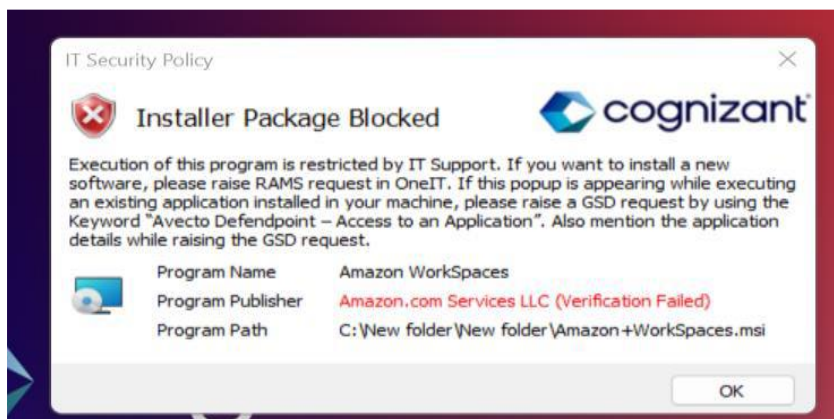 IT Security Policy
Installer Package Blocked
cognizant
Execution of this program is restricted by IT Support. If you want to install a new
software, please raise RAMS request in OneIT. If this popup is appearing while executing
an existing application installed in your machine, please raise a GSD request by using the
Keyword “Avecto Defendpoint – Access to an Application”. Also mention the application
details while raising the GSD request.
Program Name Amazon WorkSpaces
Program Publisher Amazon.com Services LLC (Verification Failed)
Program Path C:\New folder\New folder\Amazon+WorkSpaces.msi
OK